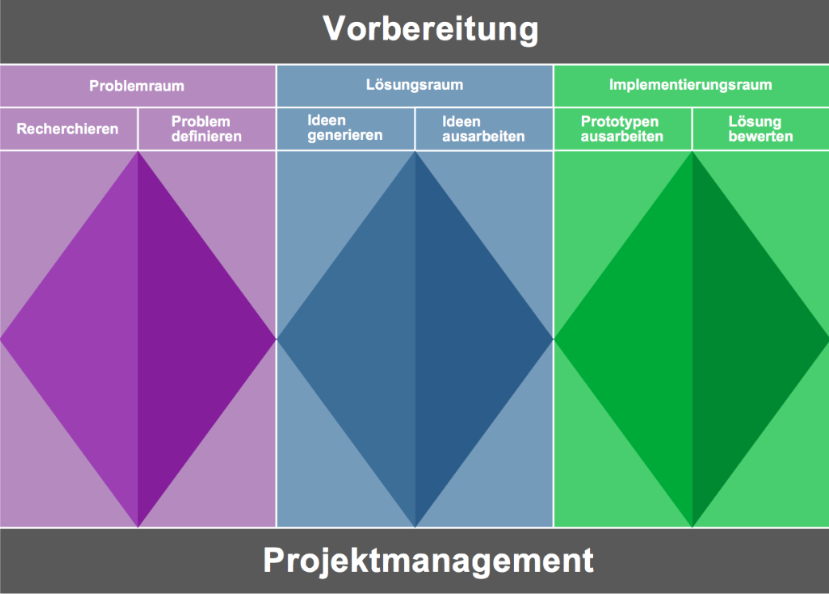 Vorbereitung
Problemraum
Lösungsraum
Implementierungsraum
Recherchieren
Problem
definieren
Ideen
generieren
Ideen
ausarbeiten
Prototypen
ausarbeiten
Lösung
bewerten
Projektmanagement